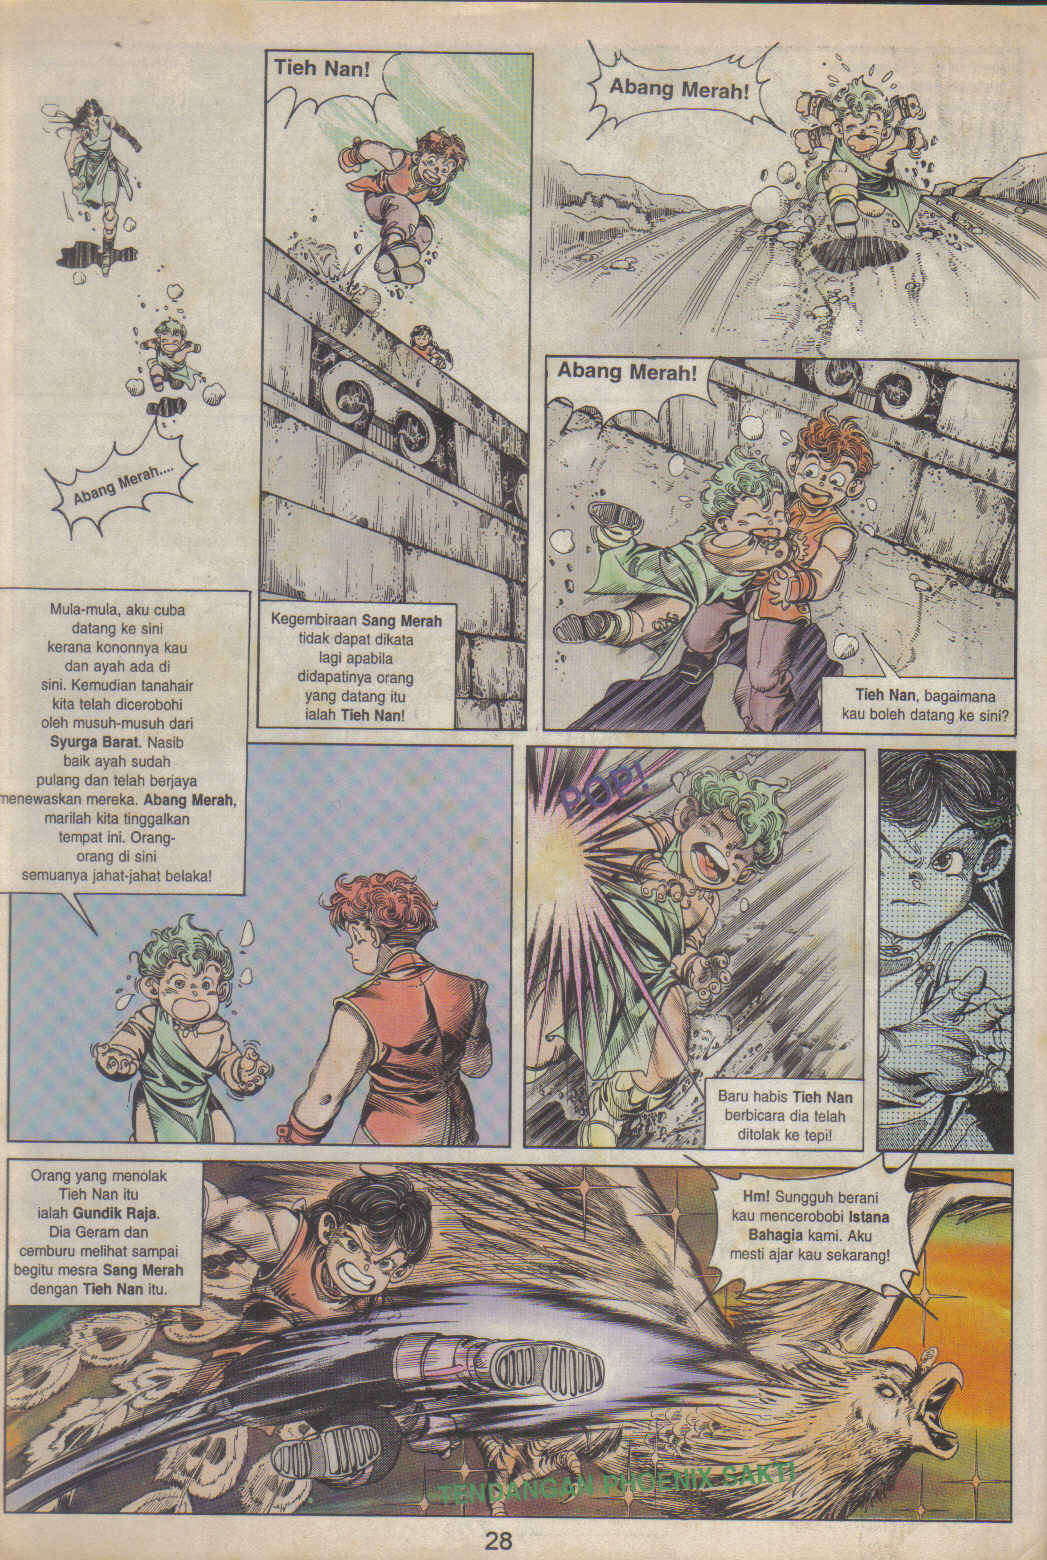 Abang Merah....
Tieh Nan!
Kegembiraan Sang Merah
tidak dapat dikata
lagi apabila
didapatinya orang
yang datang itu
ialah Tieh Nan!
Abang Merah!
Abang Merah!
Tieh Nan, bagaimana
kau boleh datang ke sini?
Mula-mula, aku cuba
datang ke sini
kerana kononnya kau
dan ayah ada di
sini. Kemudian tanahair
kita telah dicerobohi
oleh musuh-musuh dari
Syurga Barat. Nasib
baik ayah sudah
pulang dan telah berjaya
menewaskan mereka. Abang Merah,
marilah kita tinggalkan
tempat ini. Orang-
orang di sini
semuanya jahat-jahat belaka!
POP!
Baru habis Tieh Nan
berbicara dia telah
ditolak ke tepi!
Orang yang menolak
Tieh Nan itu
ialah Gundik Raja.
Dia Geram dan
cemburu melihat sampai
begitu mesra Sang Merah
dengan Tieh Nan itu.
Hm! Sungguh berani
kau mencerobobi Istana
Bahagia kami. Aku
mesti ajar kau sekarang!
TENDANGAN PHOENIX SAKTI
28